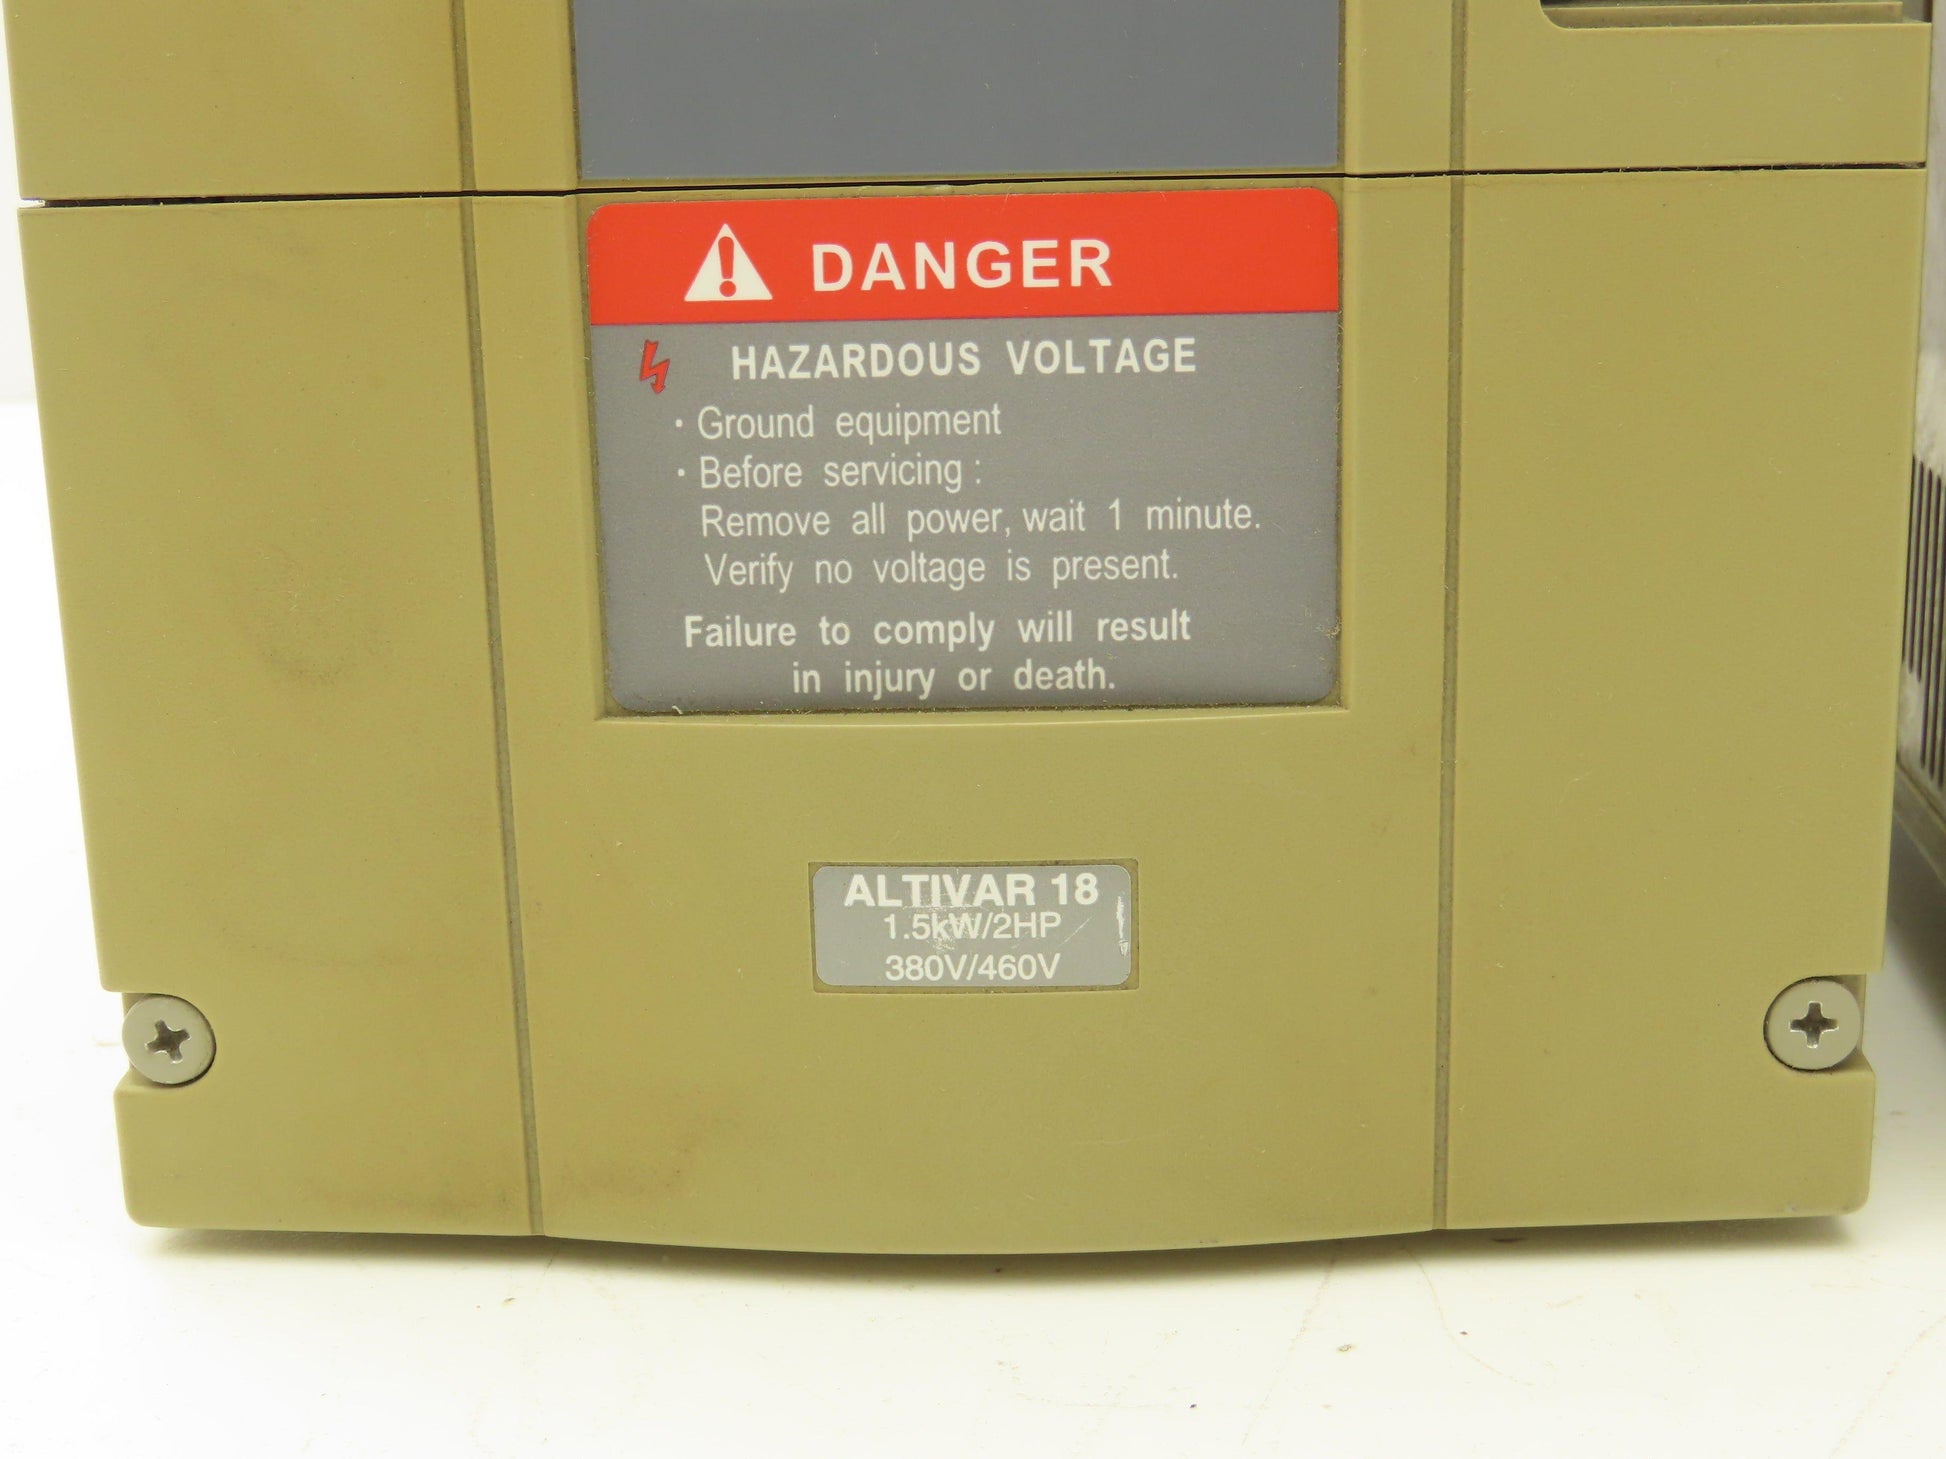 DANGER
HAZARDOUS VOLTAGE
· Ground equipment
· Before servicing :
Remove all power, wait 1 minute.
Verify no voltage is present.
Failure to comply will result
in injury or death.
ALTIVAR 18
1.5kW/2HP
380V/460V